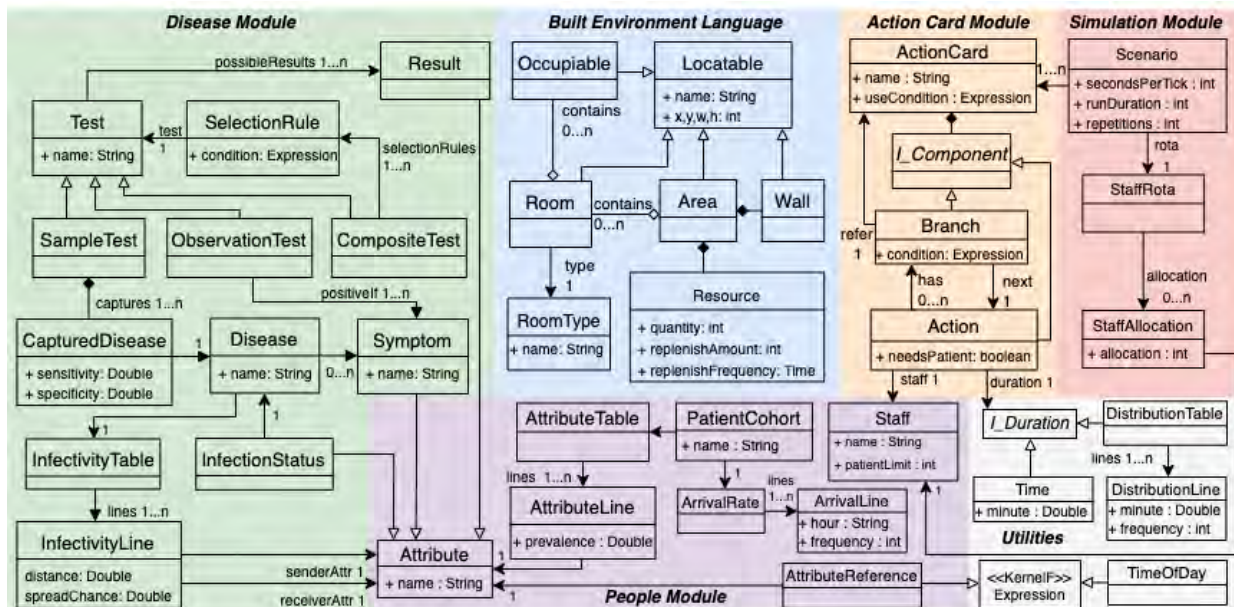 Disease Module
Built Environment Language
Action Card Module
Simulation Module
possibleResults 1...n
Result
Test
+ name: String
test
1
SelectionRule
+ condition: Expression
selectionRules
1...n
SampleTest
ObservationTest
CompositeTest
captures 1...n
positiveIf 1...n
CapturedDisease
+ sensitivity: Double
+ specificity: Double
1
Disease
+ name: String
0...n
Symptom
+ name: String
1
1
InfectivityTable
InfectionStatus
lines 1...n
InfectivityLine
distance: Double
spreadChance: Double
senderAttr 1
receiverAttr 1
Occupiable
Locatable
+ name: String
+ x,y,w,h: int
contains
0...n
Room
contains
0...n
Area
Wall
type
1
RoomType
+ name: String
Resource
+ quantity: int
+ replenishAmount: int
+ replenishFrequency: Time
ActionCard
+ name : String
+ useCondition : Expression
1...n
I_Component
Branch
+ condition: Expression
refer
1
has
0...n
next
1
Action
+ needsPatient: boolean
staff 1
duration 1
Scenario
+ secondsPerTick : int
+ runDuration : int
+ repetitions : int
rota
1
StaffRota
allocation
0...n
StaffAllocation
+ allocation : int
AttributeTable
PatientCohort
+ name : String
Staff
+ name : String
+ patientLimit : int
1
lines 1...n
1
ArrivalRate
lines
1...n
ArrivalLine
+ hour : String
+ frequency : int
AttributeLine
+ prevalence : Double
1
Attribute
+ name : String
1
AttributeReference
People Module
I_Duration
DistributionTable
lines 1...n
Time
+ minute : Double
DistributionLine
+ minute : Double
+ frequency : int
Utilities
<<KernelF>>
Expression
TimeOfDay